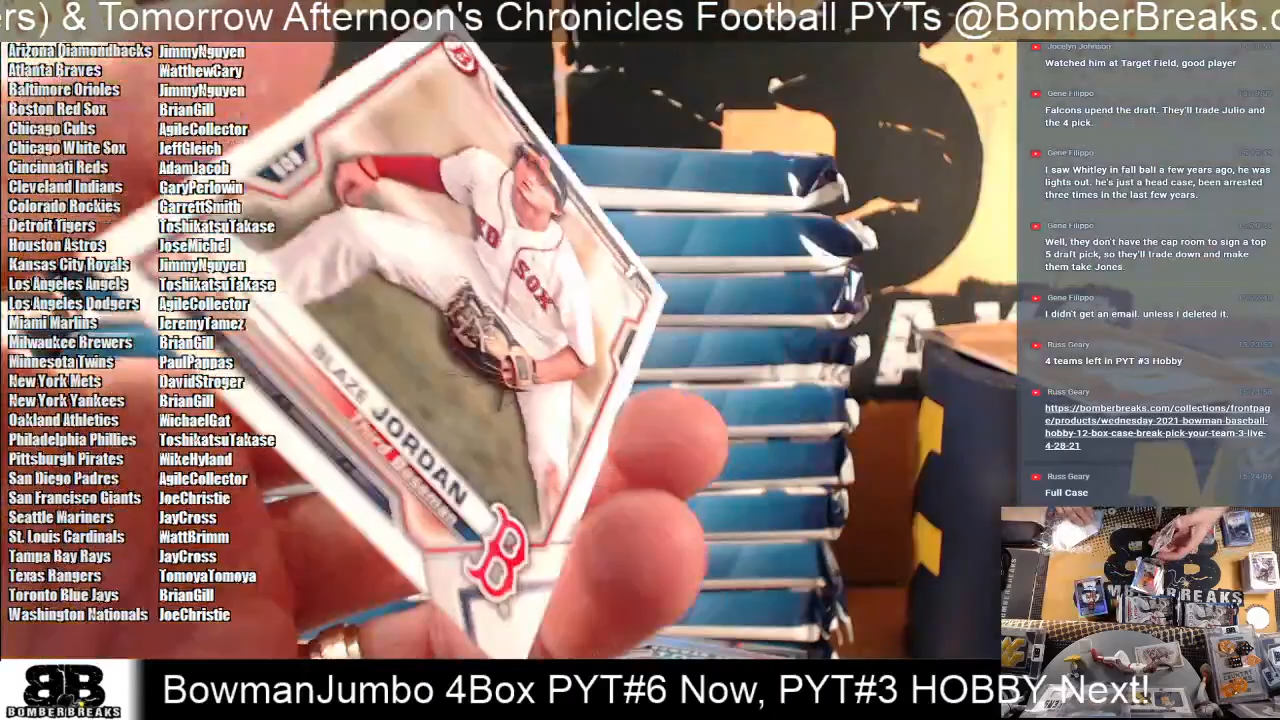 ers) & Tomorrow Afternoon's Chronicles Football PYTs @BomberBreaks.c
Arizona Diamondbacks JimmyNguyen
Atlanta Braves MatthewCary
Baltimore Orioles JimmyNguyen
Boston Red Sox BrianGill
Chicago Cubs AgileCollector
Chicago White Sox JeffGleich
Cincinnati Reds AdamJacob
Cleveland Indians GaryPerlowin
Colorado Rockies GarrettSmith
Detroit Tigers ToshikatsuTakase
Houston Astros JoseMichel
Kansas City Royals JimmyNguyen
Los Angeles Angels ToshikatsuTakase
Los Angeles Dodgers AgileCollector
Miami Marlins JeremyTamez
Milwaukee Brewers BrianGill
Minnesota Twins PaulPappas
New York Mets DavidStroger
New York Yankees BrianGill
Oakland Athletics MichaelGat
Philadelphia Phillies ToshikatsuTakase
Pittsburgh Pirates MikeHyland
San Diego Padres AgileCollector
San Francisco Giants JoeChristie
Seattle Mariners JayCross
St. Louis Cardinals MattBrimm
Tampa Bay Rays JayCross
Texas Rangers TomoyaTomoya
Toronto Blue Jays BrianGill
Washington Nationals JoeChristie
BOS
SOX
BLAZE JORDAN
B
Jocelyn Johnson
Watched him at Target Field, good player
Gene Filippo
Falcons upend the draft. They'll trade Julio and
the 4 pick.
Gene Filippo
I saw Whitley in fall ball a few years ago, he was
lights out. he's just a head case, been arrested
three times in the last few years.
Gene Filippo
Well, they don't have the cap room to sign a top
5 draft pick, so they'll trade down and make
them take Jones.
Gene Filippo
I didn't get an email. unless i deleted it.
Russ Geary
4 teams left in PYT #3 Hobby
Russ Geary
https://bomberbreaks.com/collections/frontpag
e/products/wednesday-2021-bowman-baseball-
hobby-12-box-case-break-pick-your-team-3-live-
4-28-21
Russ Geary
Full Case
BB
BOMBERBREAKS
BowmanJumbo 4Box PYT#6 Now, PYT#3 HOBBY Next!